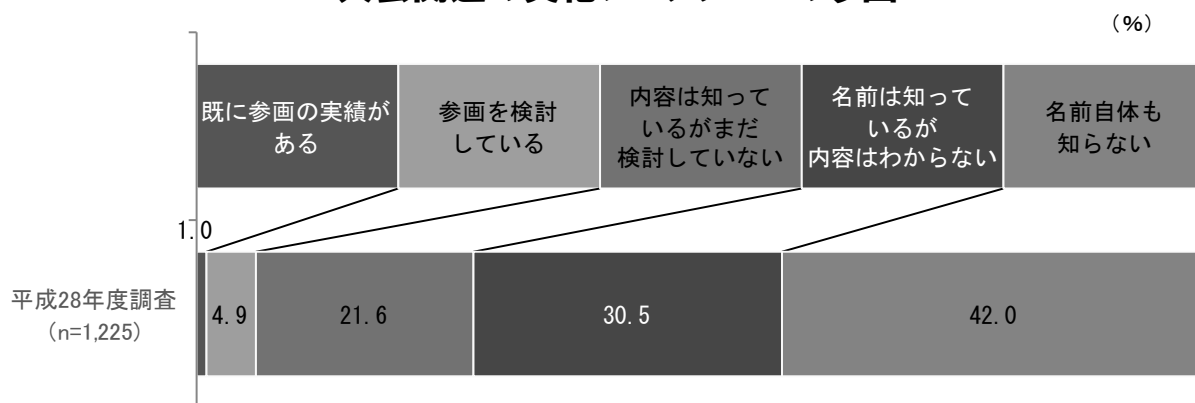 （%）
既に参画の実績が
ある
参画を検討
している
内容は知って
いるがまだ
検討していない
名前は知って
いるが
内容はわからない
名前自体も
知らない
1.0
平成28年度調査
(n=1,225)
4.9
21.6
30.5
42.0